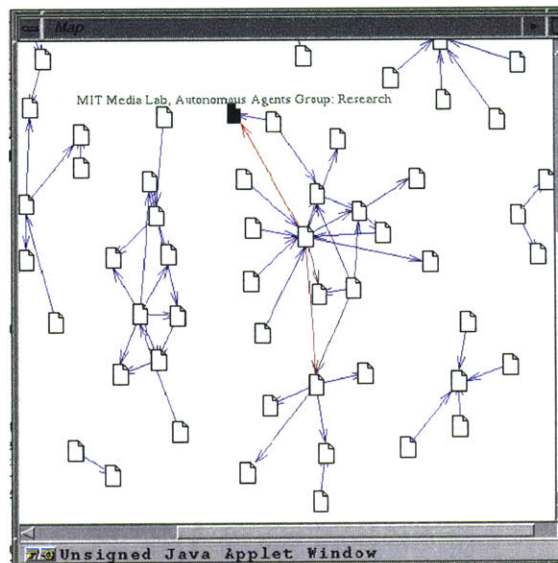 Map
MIT Media Lab, Autonomous Agents Group: Research
Unsigned Java Applet Window